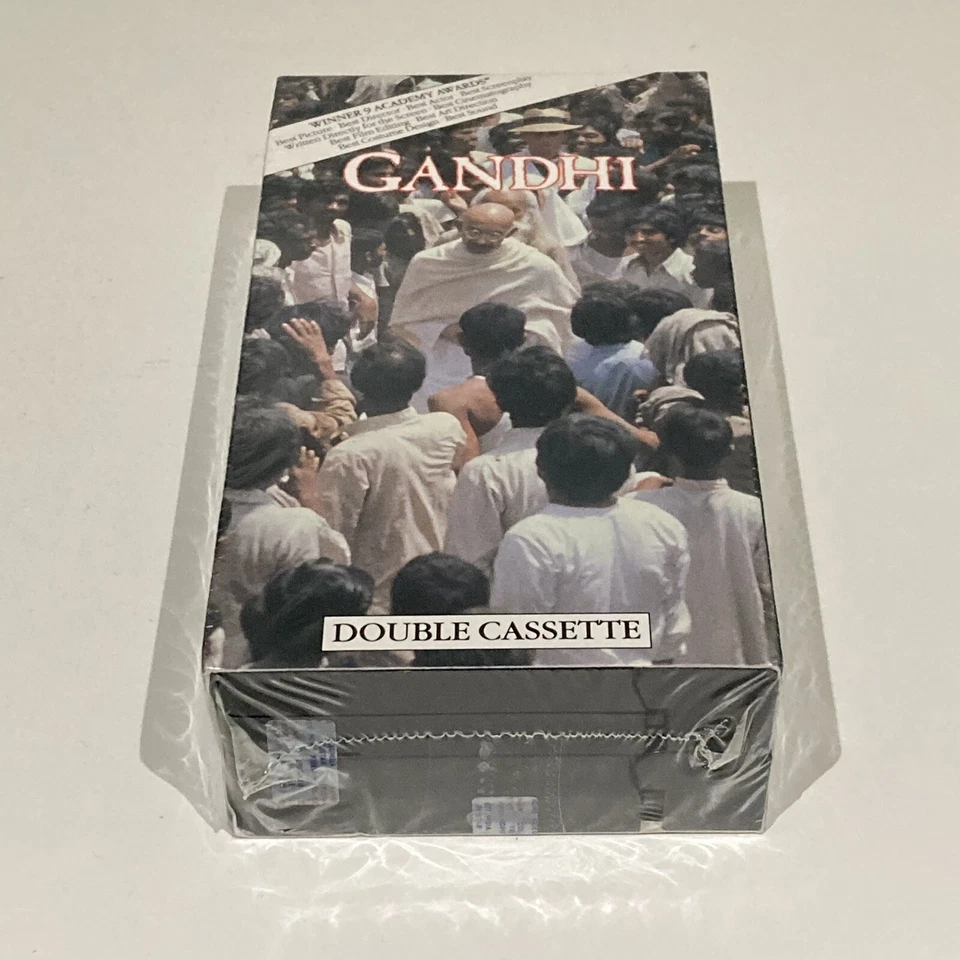 WINNER 9 ACADEMY AWARDS®
Best Picture Best Director Best Actor Best Screenplay
Written Directly for the Screen Best Cinematography
Best Film Editing Best Art Direction
Best Costume Design Best Sound
GANDHI
DOUBLE CASSETTE